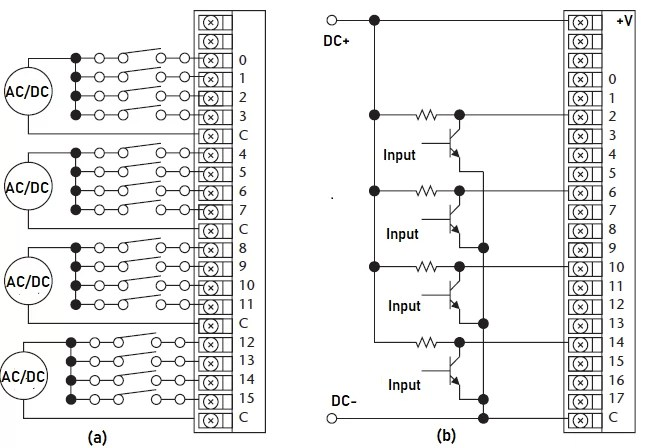 AC/DC
0
1
2
3
C
AC/DC
4
5
6
7
C
AC/DC
8
9
10
11
C
AC/DC
12
13
14
15
C
(a)
DC+
+V
0
1
2
3
Input
4
5
6
7
Input
8
9
10
11
Input
12
13
14
15
Input
16
17
DC-
C
(b)